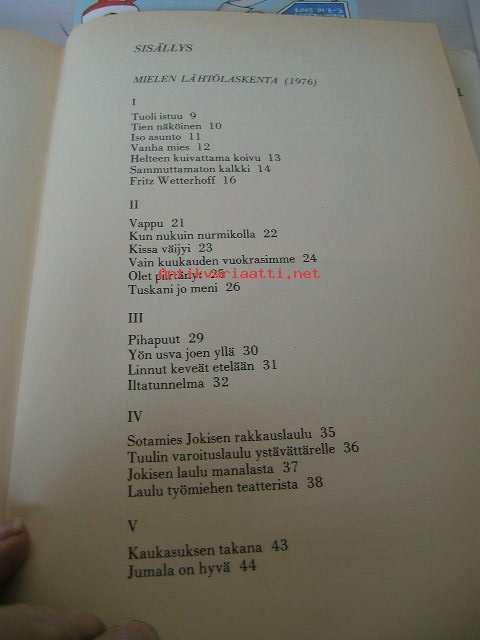 SISÄLLYS
MIELEN LÄHTÖLASKENTA (1976)
I
Tuoli istuu 9
Tien näköinen 10
Iso asunto 11
Vanha mies 12
Helteen kuivattama koivu 13
Sammuttamaton kalkki 14
Fritz Wetterhoff 16
II
Vappu 21
Kun nukuin nurmikolla 22
Kissa väijyi 23
Vain kuukauden vuokrasimme 24
Olet piirtänyt 25
antikvariaatti.net
Tuskani jo meni 26
III
Pihapuut 29
Yön usva joen yllä 30
Linnut keveät etelään 31
Iltatunnelma 32
IV
Sotamies Jokisen rakkauslaulu 35
Tuulin varoituslaulu ystävättärelle 36
Jokisen laulu manalasta 37
Laulu työmiehen teatterista 38
V
Kaukasuksen takana 43
Jumala on hyvä 44